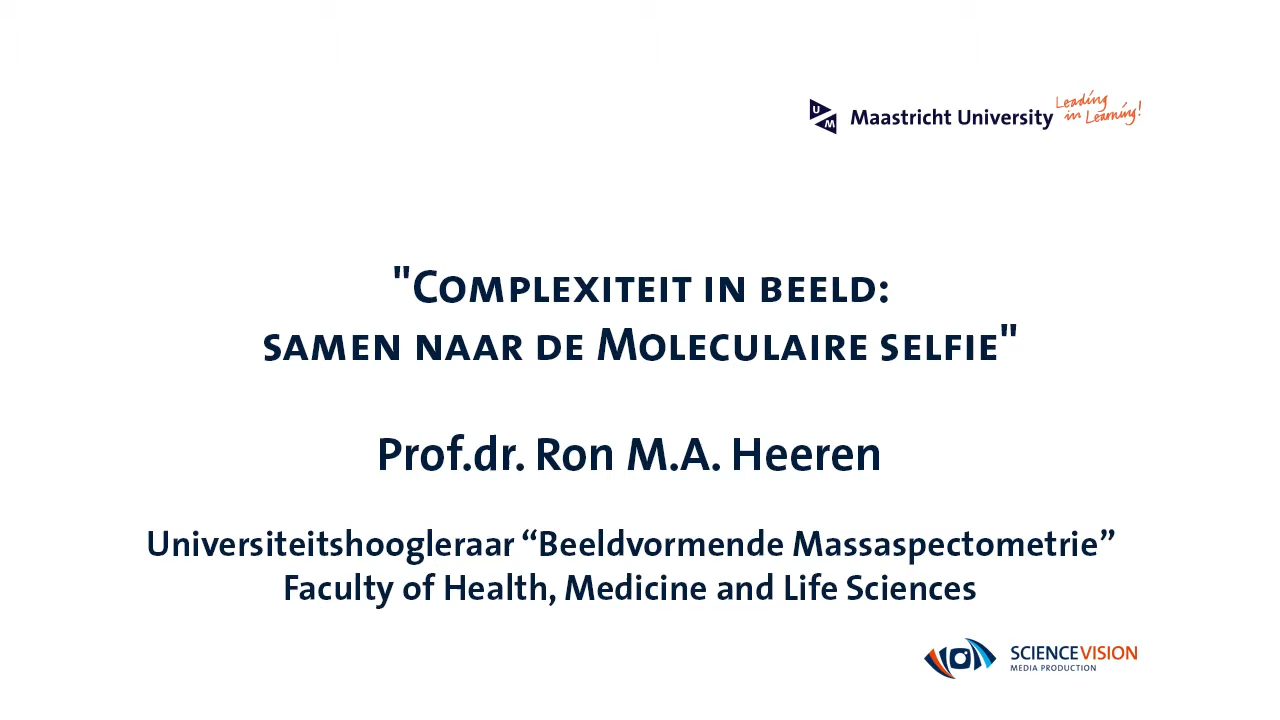 U
M
Maastricht University
Leading
in Learning!
"Complexiteit in beeld:
samen naar de Moleculaire selfie"
Prof.dr. Ron M.A. Heeren
Universiteitshoogleraar “Beeldvormende Massaspectometrie”
Faculty of Health, Medicine and Life Sciences
SCIENCEVISION
MEDIA PRODUCTION